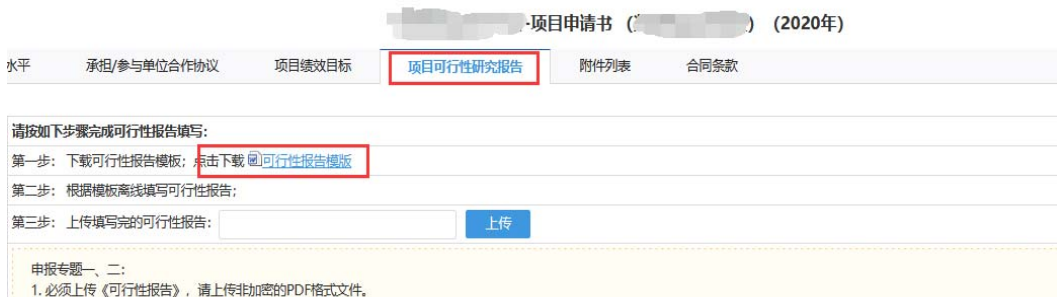 ·项目申请书 ( ) (2020年)
水平 承担/参与单位合作协议 项目绩效目标 项目可行性研究报告 附件列表 合同条款
请按如下步骤完成可行性报告填写:
第一步: 下载可行性报告模板; 点击下载 可行性报告模版
第二步: 根据模板离线填写可行性报告;
第三步: 上传填写完的可行性报告: 上传
申报专题一、二:
1. 必须上传《可行性报告》, 请上传非加密的PDF格式文件。